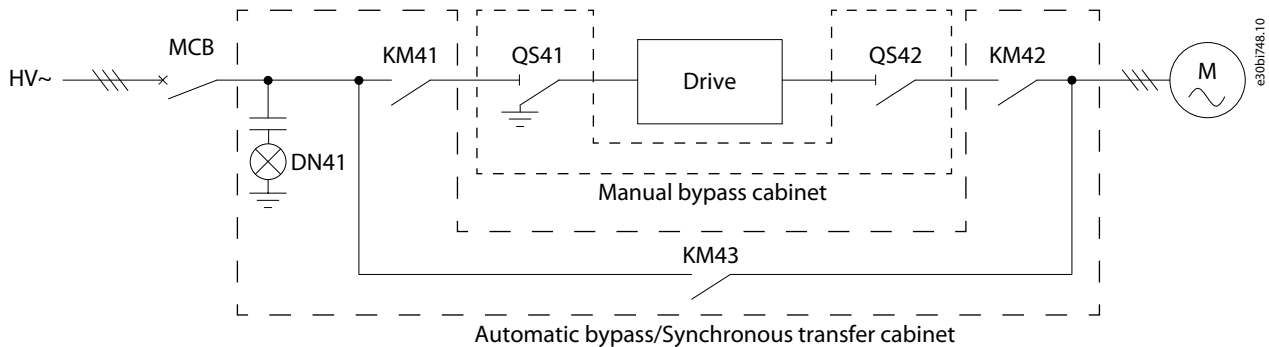 MCB
KM41
QS41
QS42
KM42
HV~
Drive
M
DN41
Manual bypass cabinet
KM43
Automatic bypass/Synchronous transfer cabinet
e30bi748.10